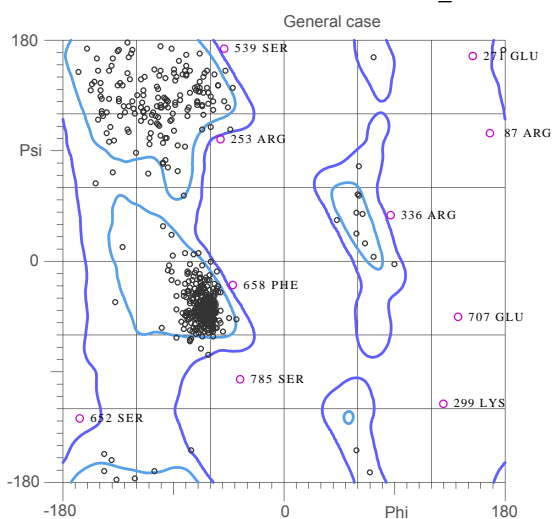 General case
180
539 SER
271 GLU
87 ARG
253 ARG
Psi
336 ARG
0
658 PHE
707 GLU
785 SER
299 LYS
652 SER
-180
-180
0
Phi
180